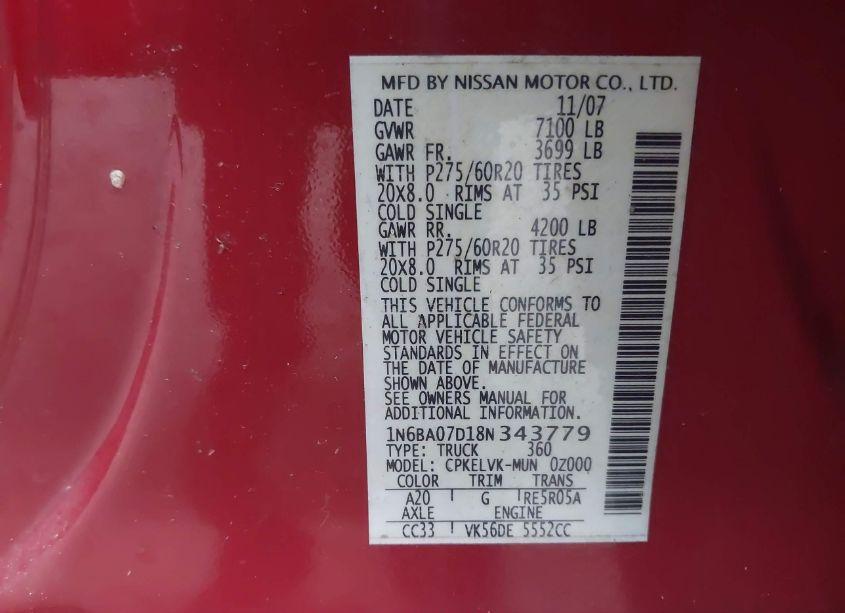 MFD BY NISSAN MOTOR CO., LTD.
DATE 11/07
GVWR 7100 LB
GAWR FR. 3699 LB
WITH P275/60R20 TIRES
20X8.0 RIMS AT 35 PSI
COLD SINGLE
GAWR RR. 4200 LB
WITH P275/60R20 TIRES
20X8.0 RIMS AT 35 PSI
COLD SINGLE
THIS VEHICLE CONFORMS TO
ALL APPLICABLE FEDERAL
MOTOR VEHICLE SAFETY
STANDARDS IN EFFECT ON
THE DATE OF MANUFACTURE
SHOWN ABOVE.
SEE OWNERS MANUAL FOR
ADDITIONAL INFORMATION.
1N6BA07D18N343779
TYPE: TRUCK 360
MODEL: CPKELVK-MUN 0Z000
COLOR TRIM TRANS
A20 G RE5R05A
AXLE ENGINE
CC33 VK56DE 5552CC